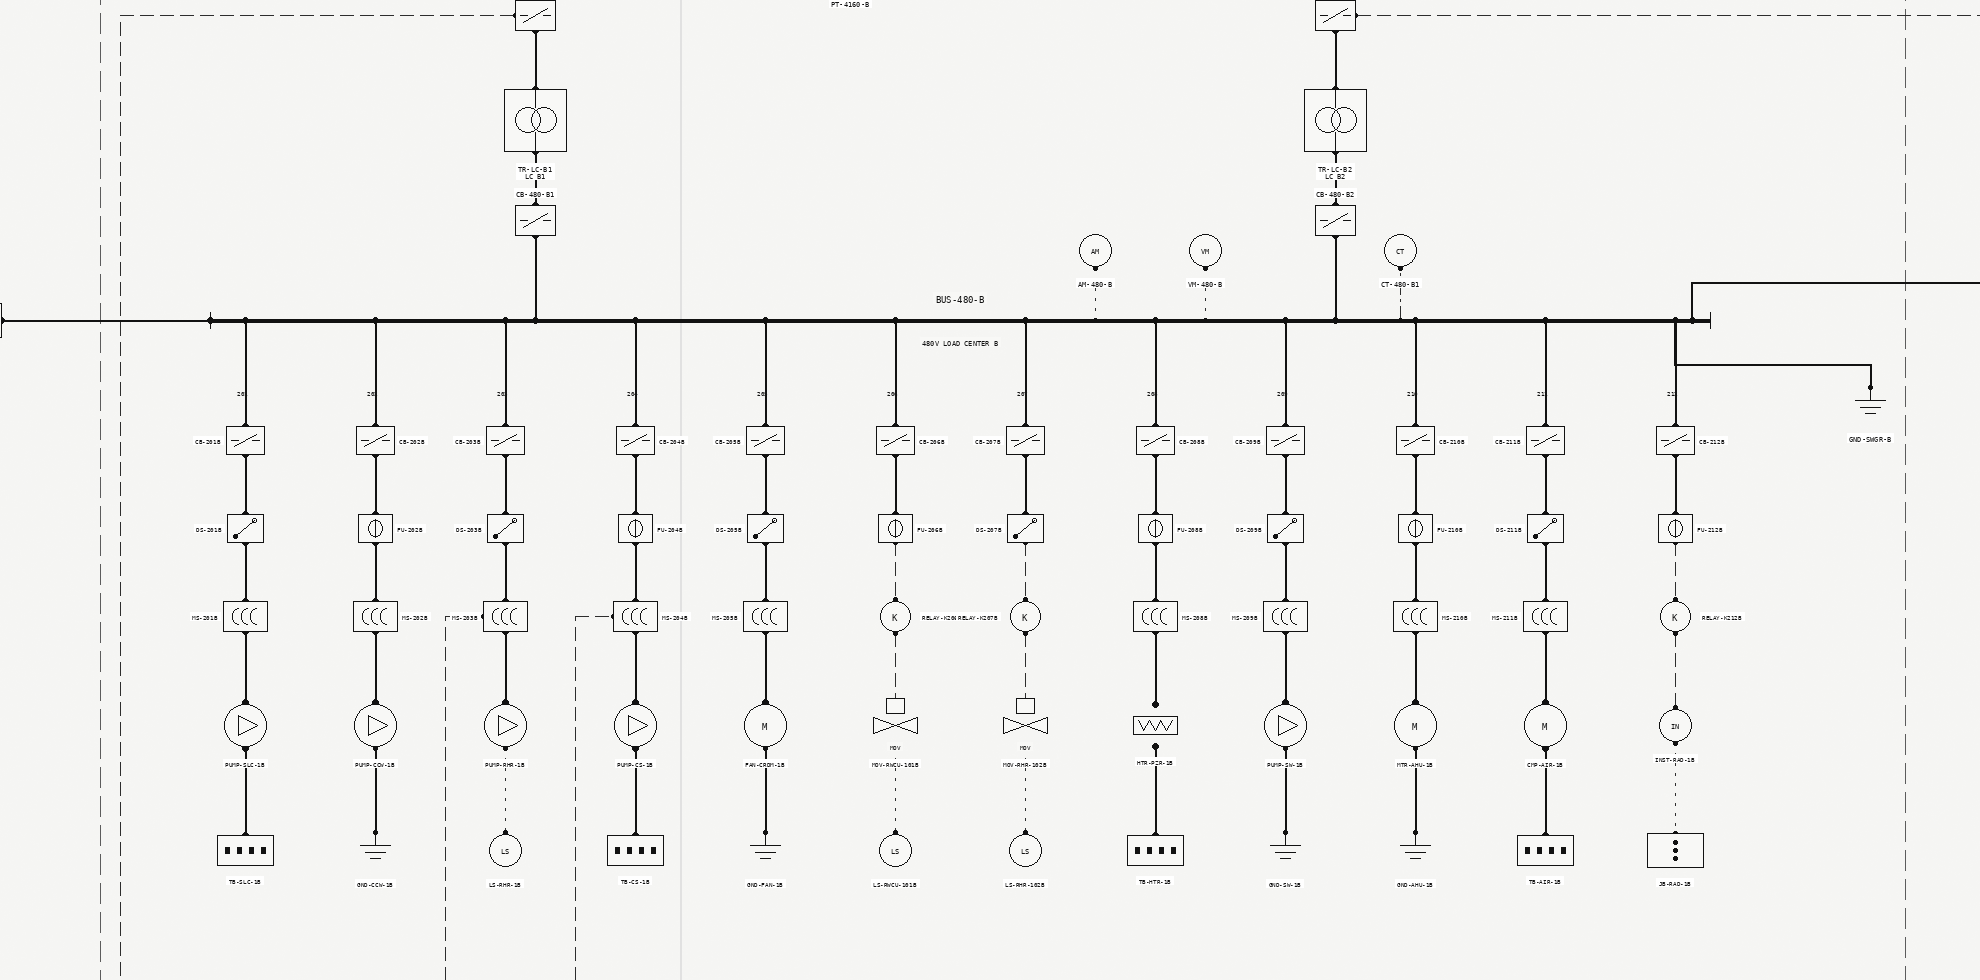 PT-4160-B
TR-LC-B1
LC B1
TR-LC-B2
LC B2
CB-480-B1
CB-480-B2
AM
VM
CT
AM-480-B
VM-480-B
CT-480-B1
BUS-480-B
480V LOAD CENTER B
CB-201B
CB-202B
CB-203B
CB-204B
CB-205B
CB-206B
CB-207B
CB-208B
CB-209B
CB-210B
CB-211B
CB-212B
GND-SWGR-B
DS-201B
FU-202B
DS-203B
FU-204B
DS-205B
FU-206B
DS-207B
FU-208B
DS-209B
FU-210B
DS-211B
FU-212B
MS-201B
MS-202B
MS-203B
MS-204B
MS-205B
K
RELAY-K207B
K
MS-208B
MS-209B
MS-210B
MS-211B
K
RELAY-K212B
M
M
M
IN
MOV
MOV
PUMP-SLC-1B
PUMP-CCW-1B
PUMP-RHR-1B
PUMP-CS-1B
FAN-CRDM-1B
MOV-RWCU-101B
MOV-RHR-102B
HTR-PZR-1B
PUMP-SW-1B
MTR-AHU-1B
CMP-AIR-1B
INST-RAD-1B
LS
LS
LS
TB-SLC-1B
GND-CCW-1B
LS-RHR-1B
TB-CS-1B
GND-FAN-1B
LS-RWCU-101B
LS-RHR-102B
TB-HTR-1B
GND-SW-1B
GND-AHU-1B
TB-AIR-1B
JB-RAD-1B